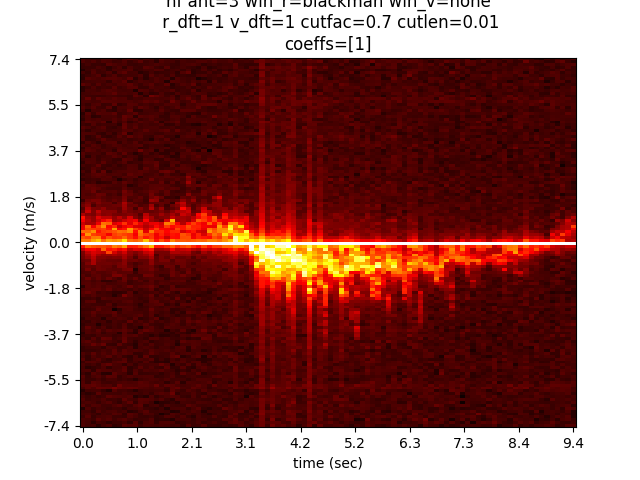 nf ant=3 win_r=blackman win_v=none
r_dft=1 v_dft=1 cutfac=0.7 cutlen=0.01
coeffs=[1]
7.4
5.5
3.7
1.8
0.0
-1.8
-3.7
-5.5
-7.4
velocity (m/s)
0.0 1.0 2.1 3.1 4.2 5.2 6.3 7.3 8.4 9.4
time (sec)